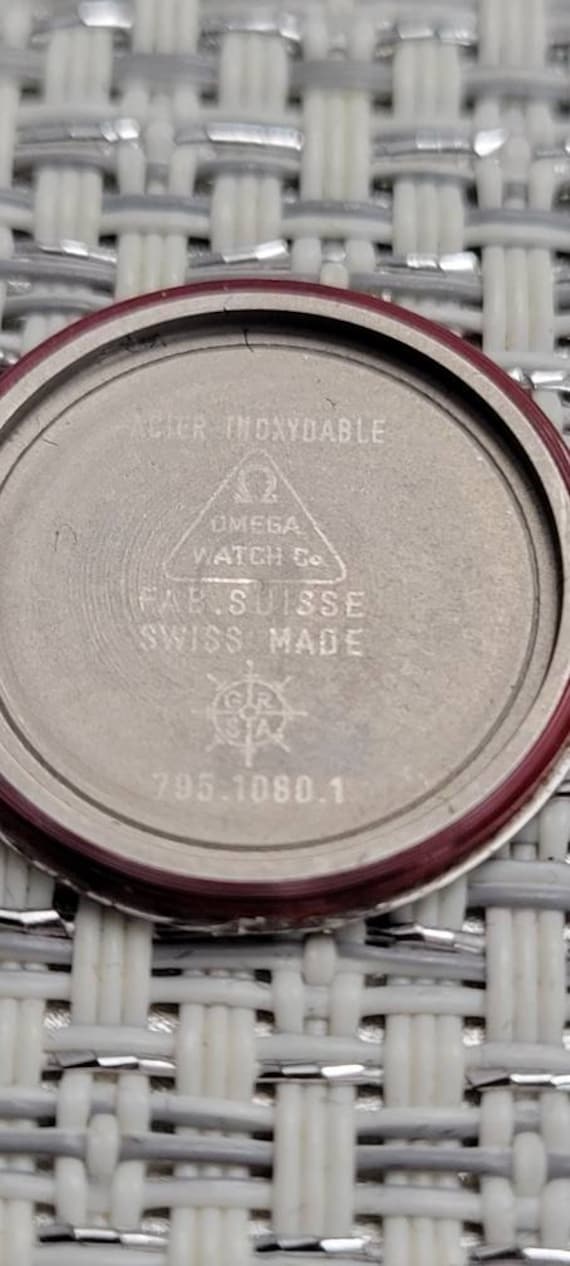 ACIER INOXYDABLE
Ω
OMEGA
WATCH Co
FAB.SUISSE
SWISS MADE
C R
S A
795.1080.1